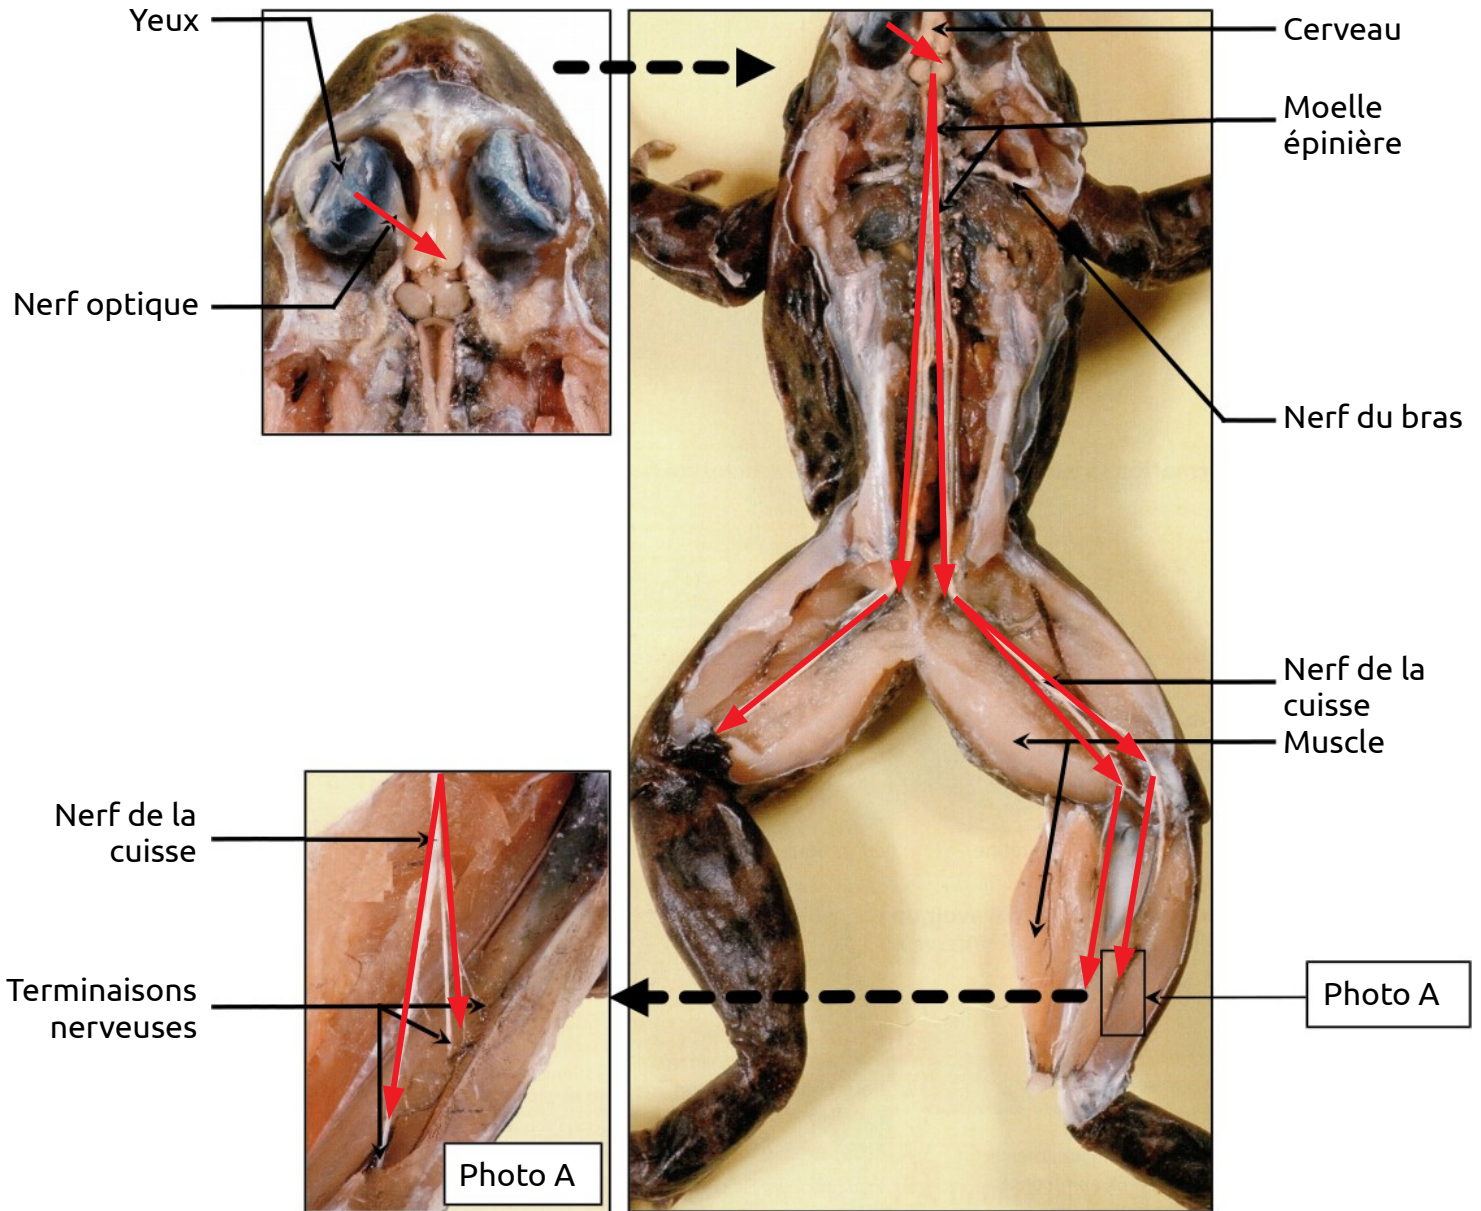 Yeux
Nerf optique
Cerveau
Moelle
épinière
Nerf du bras
Nerf de la
cuisse
Muscle
Nerf de la
cuisse
Terminaisons
nerveuses
Photo A
Photo A